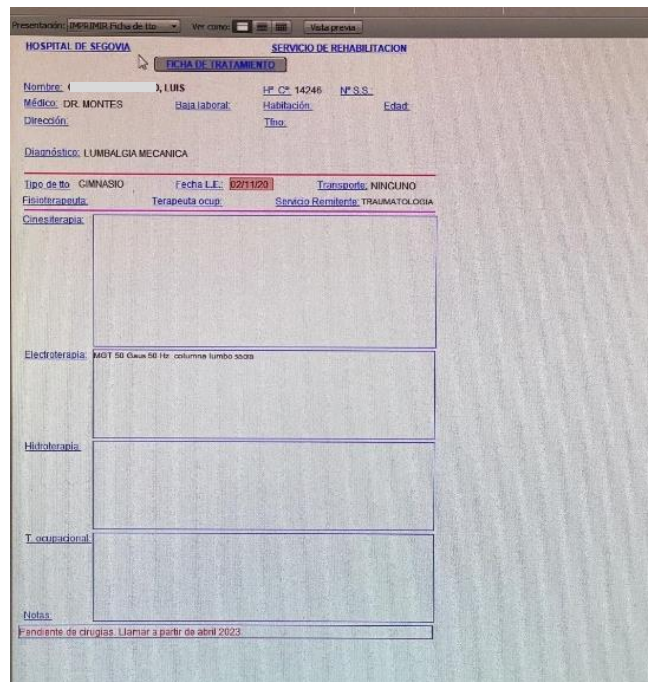 Presentación: IMPRIMIR Ficha de tto Ver como: Vista previa
HOSPITAL DE SEGOVIA SERVICIO DE REHABILITACION
FICHA DE TRATAMIENTO
Nombre: , LUIS Hª Cª 14246 Nº S.S.:
Médico: DR. MONTES Baja laboral: Habitación: Edad:
Dirección: Tfno:
Diagnóstico: LUMBALGIA MECANICA
Tipo de tto GIMNASIO Fecha L.E.: 02/11/20 Transporte: NINGUNO
Fisioterapeuta: Terapeuta ocup: Servicio Remitente: TRAUMATOLOGIA
Cinesiterapia:
Electroterapia: MGT 50 Gaus 50 Hz. columna lumbo sacra
Hidroterapia:
T. ocupacional:
Notas:
Pendiente de cirugias. Llamar a partir de abril 2023